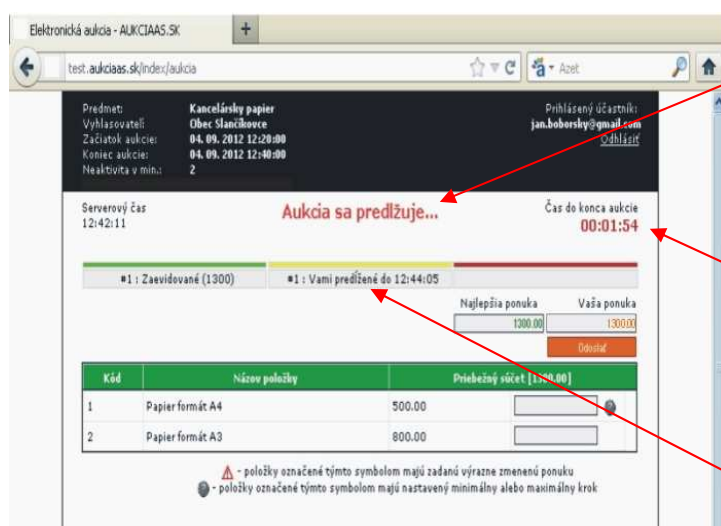 Elektronická aukcia - AUKCIAAS.SK
test.aukciaas.sk/index/aukcia
Azet
Predmet: Kancelársky papier
Vyhlasovateľ: Obec Slančíkovce
Začiatok aukcie: 04. 09. 2012 12:20:00
Koniec aukcie: 04. 09. 2012 12:40:00
Neaktivita v min.: 2
Prihlásený účastník:
jan.boborsky@gmail.com
Odhlásiť
Serverový čas
12:42:11
Aukcia sa predlžuje...
Čas do konca aukcie
00:01:54
#1 : Zaevidované (1300)
#1 : Vami predĺžené do 12:44:05
Najlepšia ponuka Vaša ponuka
1300.00 1300.00
Odoslať
Kód Názov položky Priebežný súčet [1300.00]
1 Papier formát A4 500.00
2 Papier formát A3 800.00
- položky označené týmto symbolom majú zadanú výrazne zmenenú ponuku
- položky označené týmto symbolom majú nastavený minimálny alebo maximálny krok